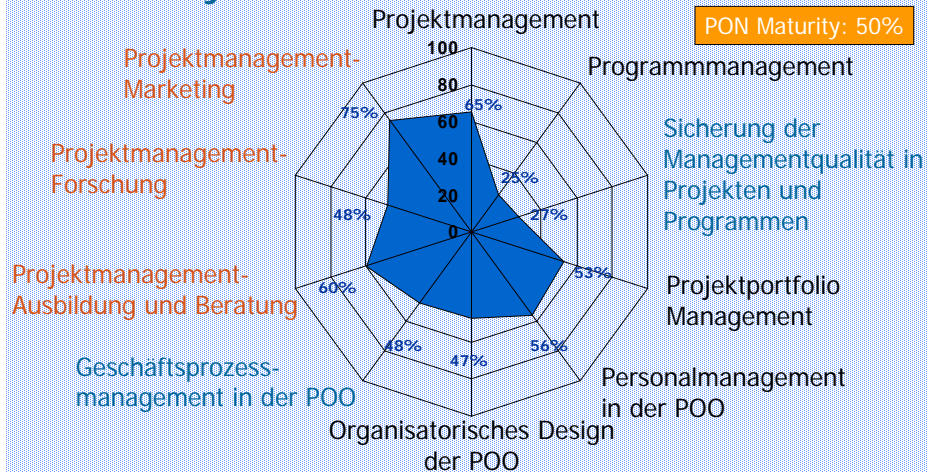 Projektmanagement
PON Maturity: 50%
Projektmanagement-
Marketing
Programmmanagement
100
80
60
40
20
0
75%
65%
25%
27%
48%
53%
60%
48%
47%
56%
Sicherung der
Managementqualität in
Projekten und
Programmen
Projektmanagement-
Forschung
Projektmanagement-
Ausbildung und Beratung
Projektportfolio
Management
Geschäftsprozess-
management in der POO
Personalmanagement
in der POO
Organisatorisches Design
der POO